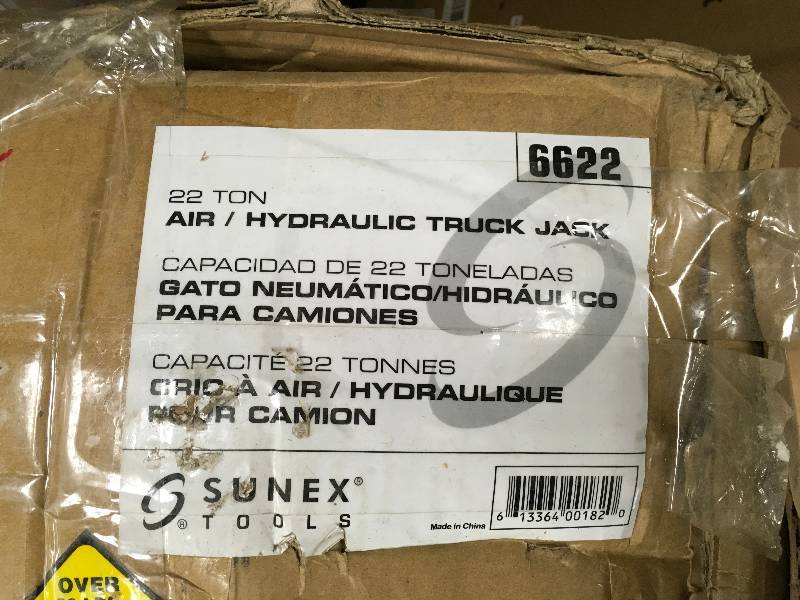 6622
22 TON
AIR / HYDRAULIC TRUCK JACK
CAPACIDAD DE 22 TONELADAS
GATO NEUMÁTICO/HIDRÁULICO
PARA CAMIONES
CAPACITÉ 22 TONNES
CRIC À AIR / HYDRAULIQUE
POUR CAMION
SUNEX®
® TOOLS
Made in China
6 13364 00182 0
OVER